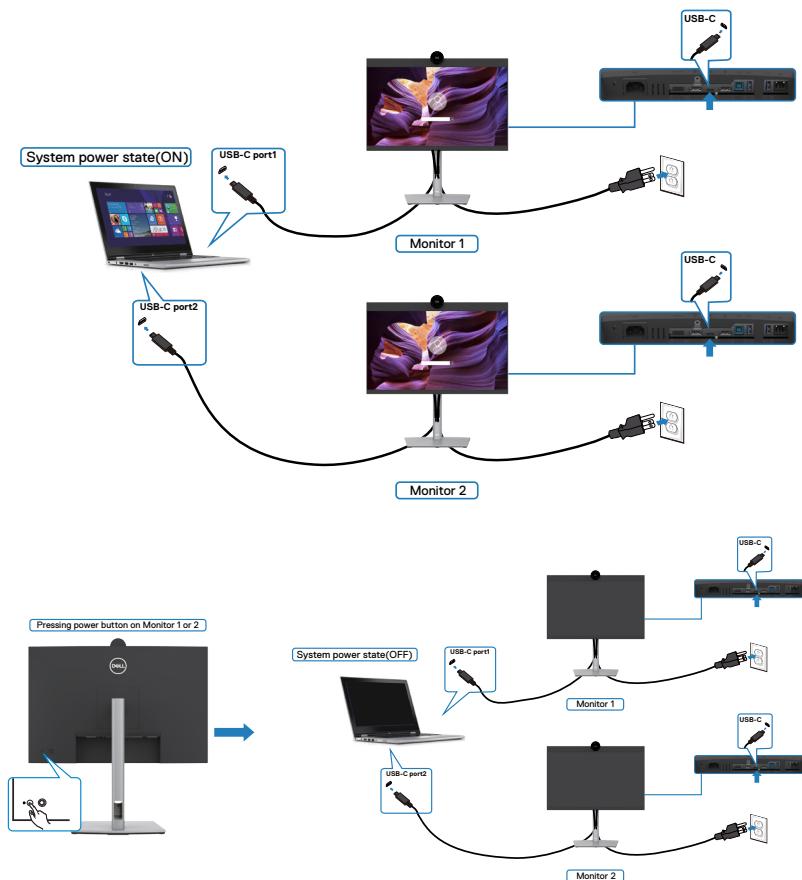 USB-C
System power state(ON)
USB-C port1
Monitor 1
USB-C
USB-C port2
Monitor 2
USB-C
Pressing power button on Monitor 1 or 2
DELL
System power state(OFF)
USB-C port1
Monitor 1
USB-C
USB-C port2
Monitor 2